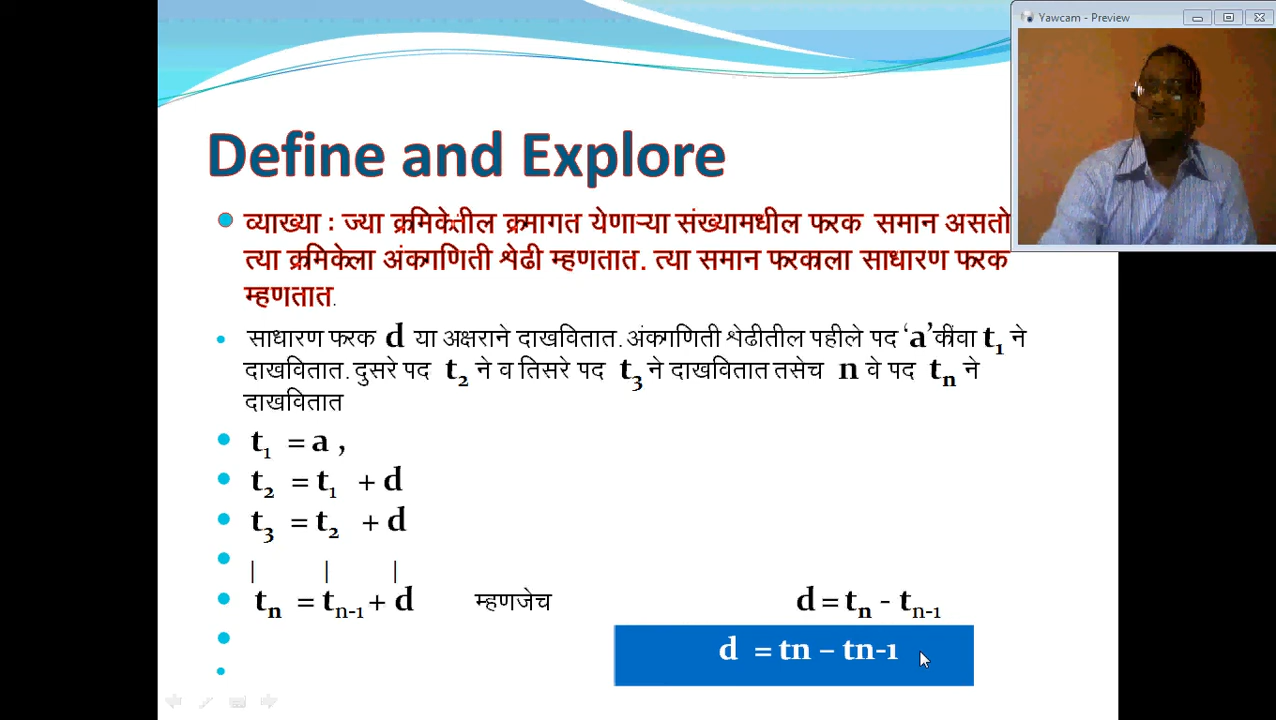 Yawcam - Preview
Define and Explore
व्याख्या : ज्या क्रमिकेतील क्रमागत येणाऱ्या संख्यामधील फरक समान असतो
त्या क्रमिकेला अंकगणिती श्रेढी म्हणतात. त्या समान फरकाला साधारण फरक
म्हणतात.
साधारण फरक d या अक्षराने दाखवितात. अंकगणिती श्रेढीतील पहीले पद ‘a’कींवा t₁ ने
दाखवितात. दुसरे पद t₂ ने व तिसरे पद t₃ ने दाखवितात तसेच n वे पद tₙ ने
दाखवितात
t₁ = a ,
t₂ = t₁ + d
t₃ = t₂ + d
| | |
tₙ = tₙ₋₁ + d म्हणजेच d = tₙ - tₙ₋₁
d = tn – tn-1